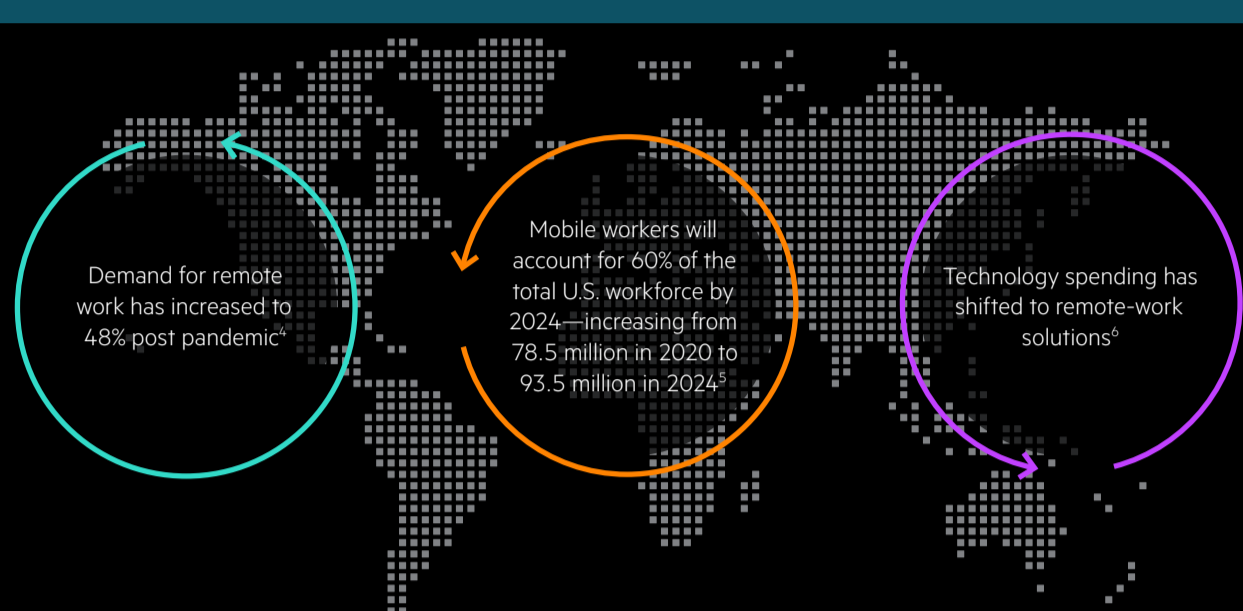 Demand for remote
work has increased to
48% post pandemic⁴
Mobile workers will
account for 60% of the
total U.S. workforce by
2024—increasing from
78.5 million in 2020 to
93.5 million in 2024⁵
Technology spending has
shifted to remote-work
solutions⁶